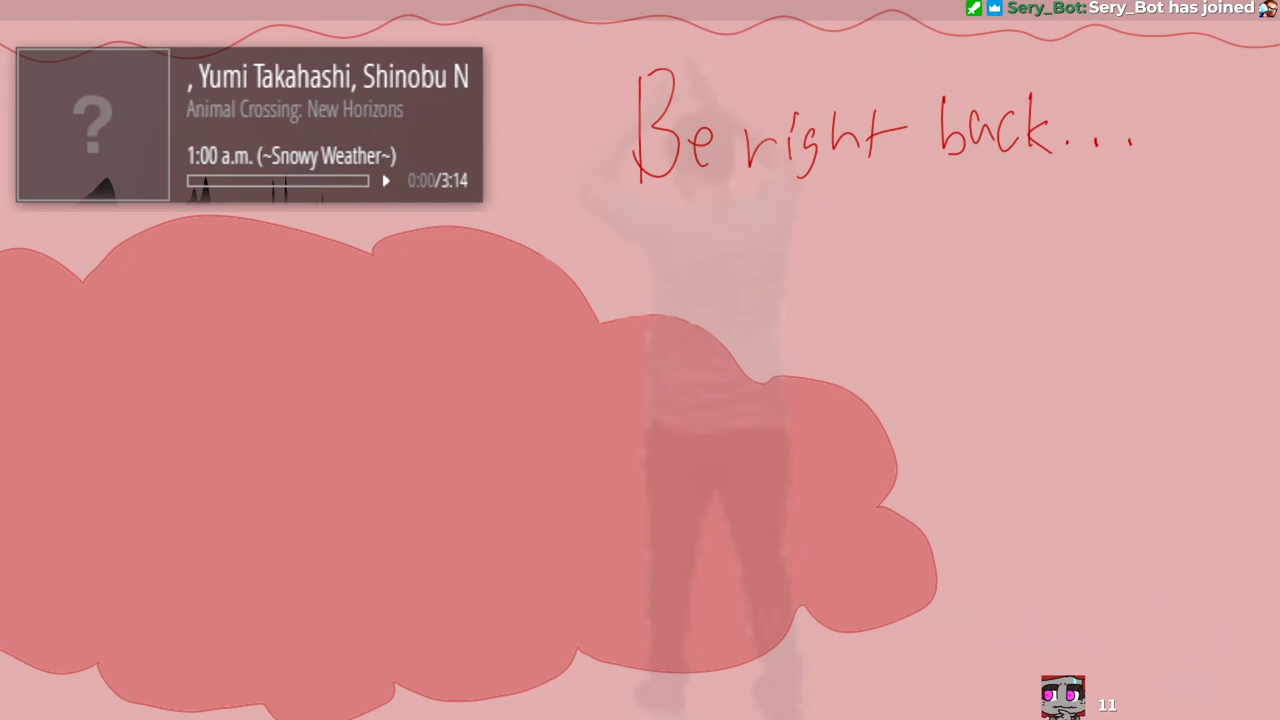 Sery_Bot: Sery_Bot has joined
, Yumi Takahashi, Shinobu N
Animal Crossing: New Horizons
1:00 a.m. (~Snowy Weather~)
0:00/3:14
?
Be right back...
11